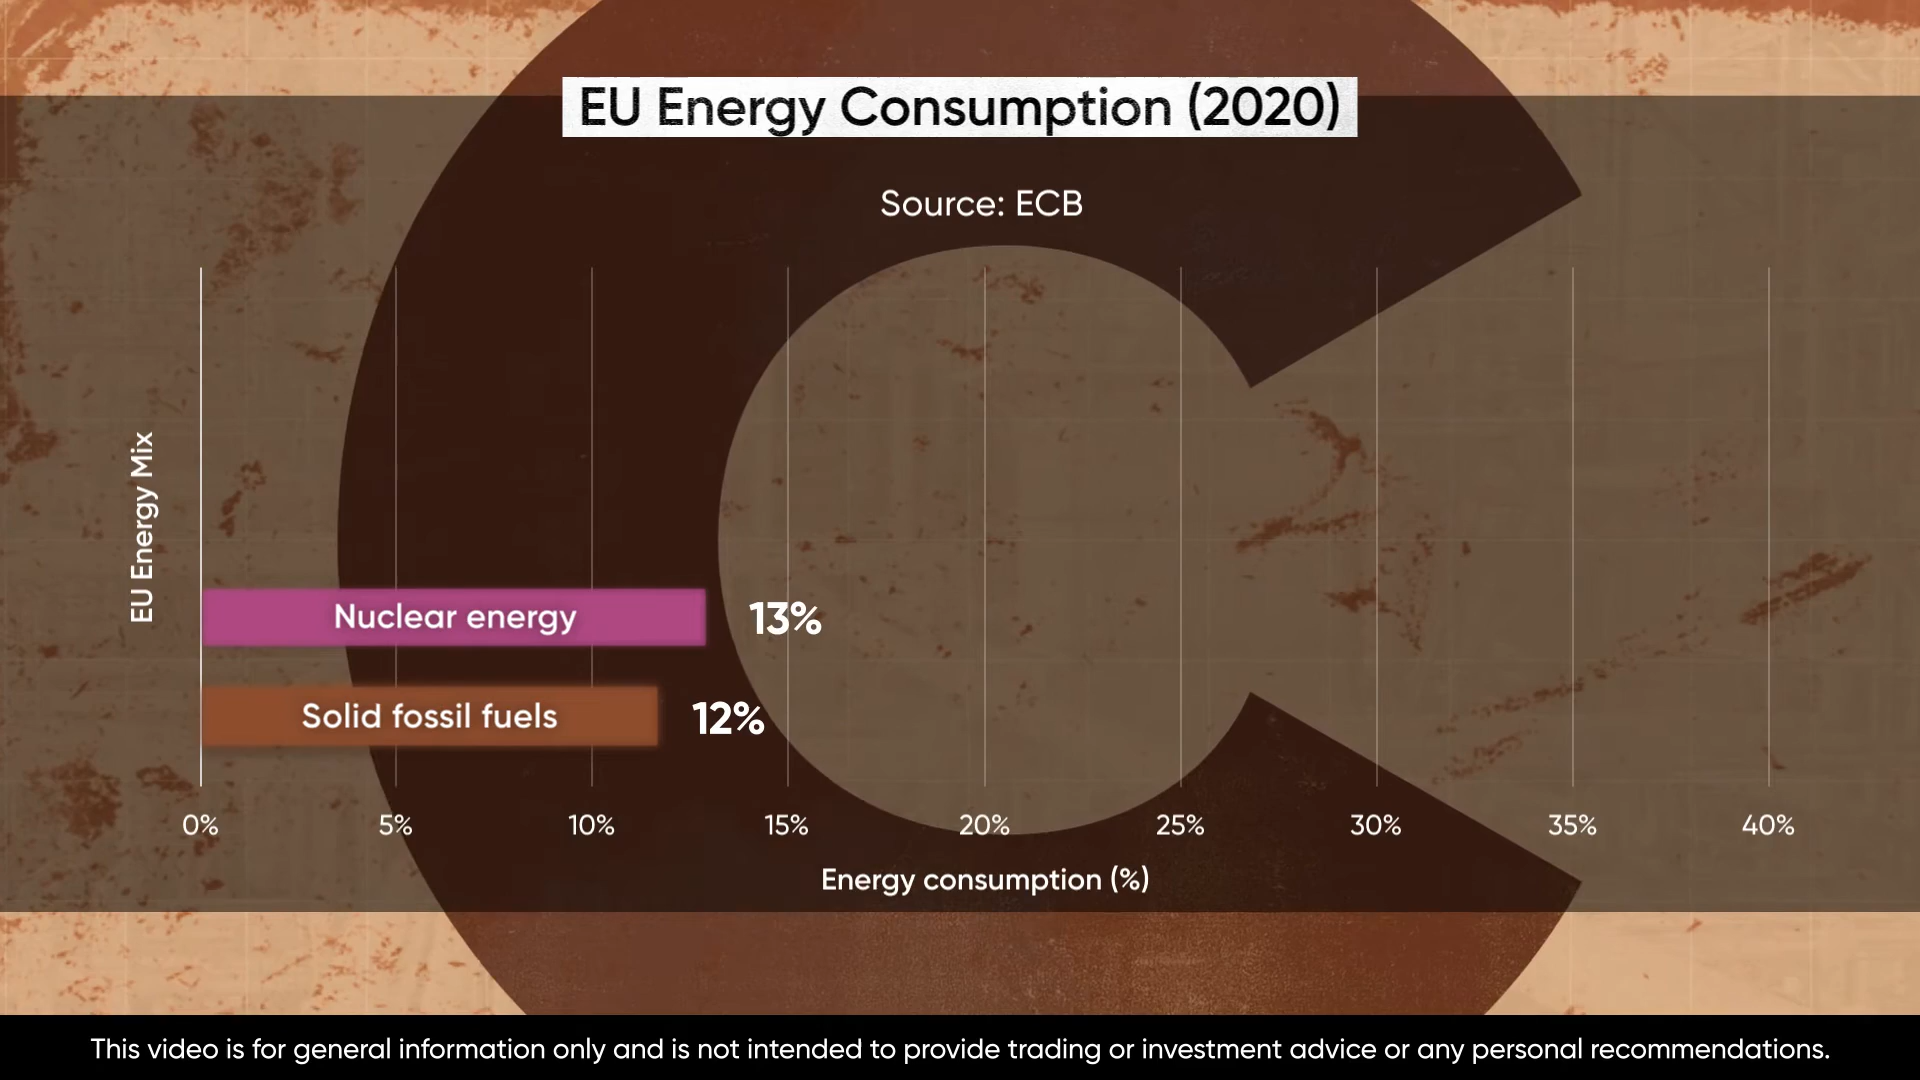 EU Energy Consumption (2020)
Source: ECB
EU Energy Mix
Nuclear energy 13%
Solid fossil fuels 12%
0% 5% 10% 15% 20% 25% 30% 35% 40%
Energy consumption (%)
This video is for general information only and is not intended to provide trading or investment advice or any personal recommendations.